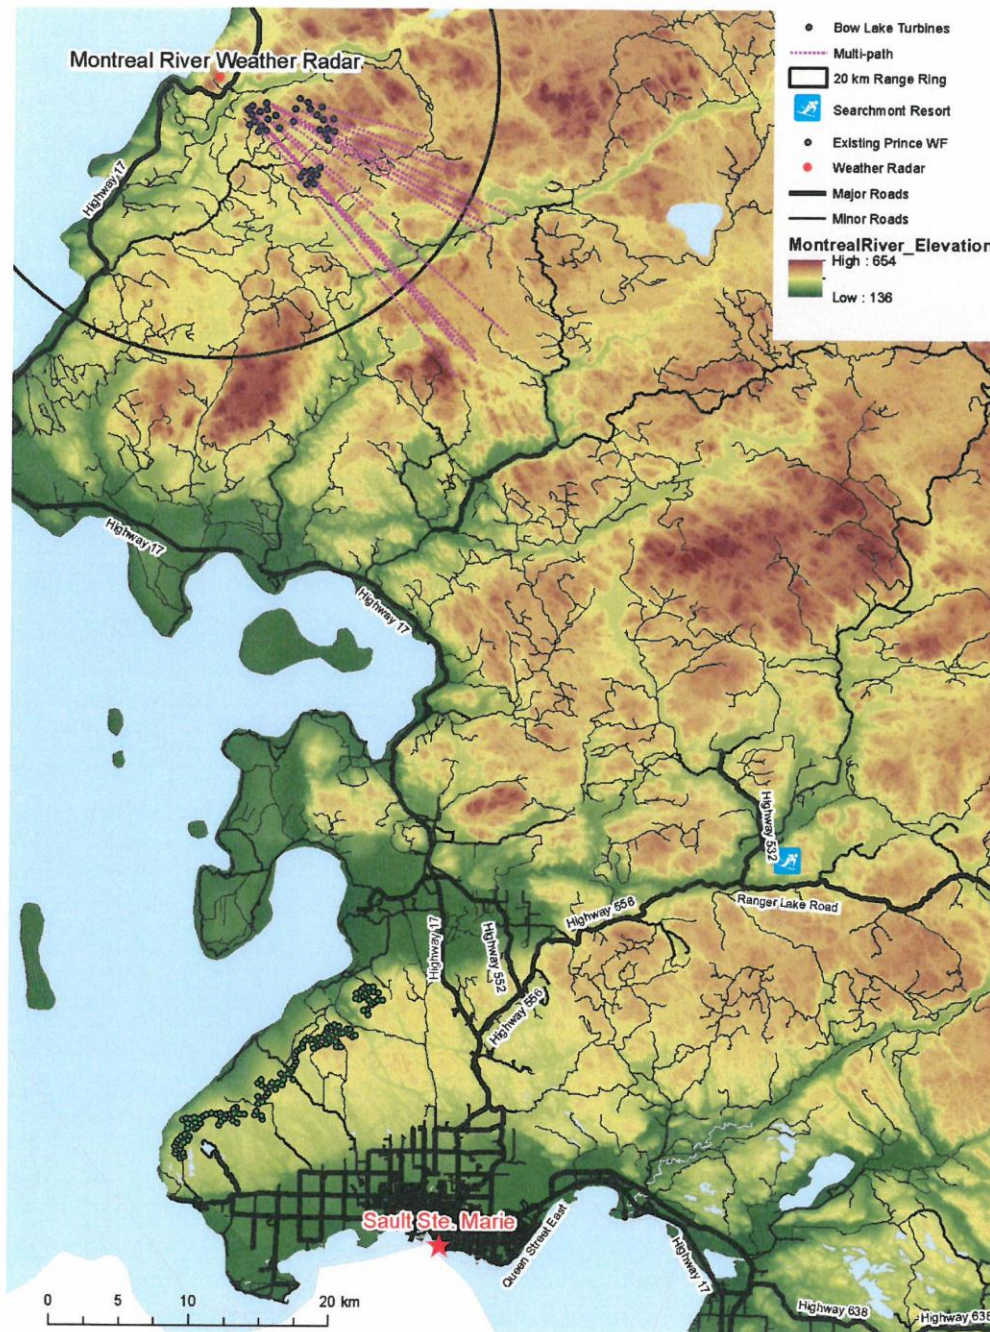 Bow Lake Turbines
Multi-path
20 km Range Ring
Searchmont Resort
Existing Prince WF
Weather Radar
Major Roads
Minor Roads
MontrealRiver_Elevation
High : 654
Low : 136
Montreal River Weather Radar
Highway 17
Highway 17
Highway 17
Highway 532
Highway 556
Ranger Lake Road
Highway 17
Highway 552
Highway 556
Sault Ste. Marie
Queen Street East
Highway 17
Highway 638
Highway 638
0 5 10 20 km